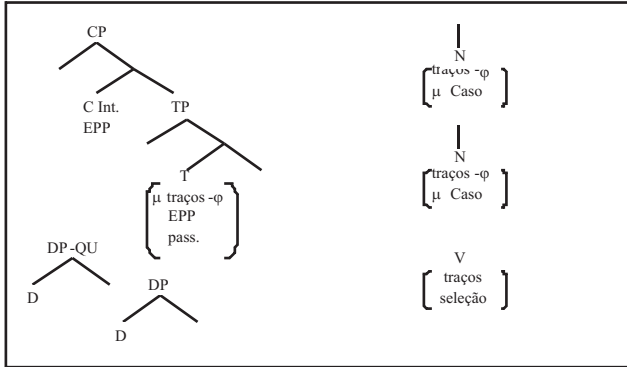 CP
C Int.
EPP
TP
T
μ traços -φ
EPP
pass.
DP -QU
D
DP
D
N
traços -φ
μ Caso
N
traços -φ
μ Caso
V
traços
seleção